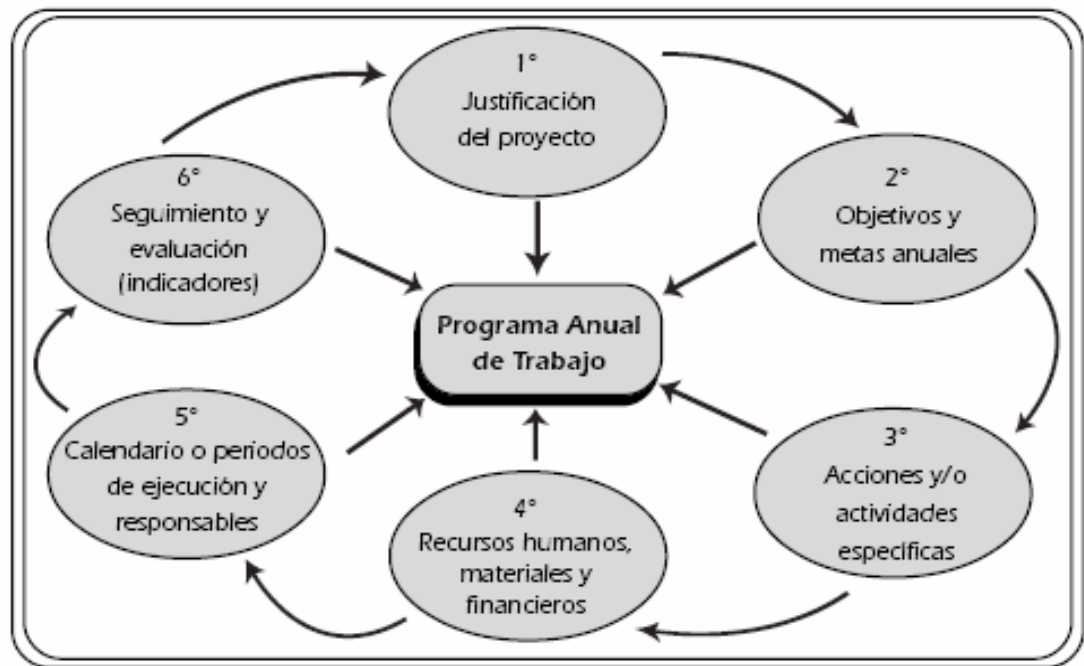 1°
Justificación
del proyecto
2°
Objetivos y
metas anuales
3°
Acciones y/o
actividades
específicas
4°
Recursos humanos,
materiales y
financieros
5°
Calendario o períodos
de ejecución y
responsables
6°
Seguimiento y
evaluación
(indicadores)
Programa Anual
de Trabajo